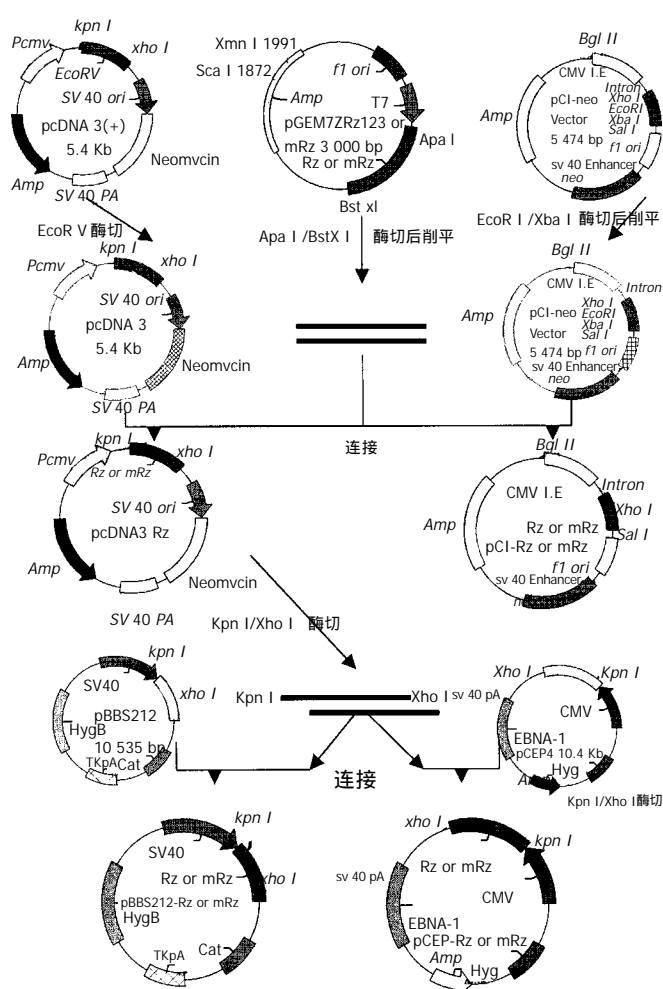 kpn I
Pcmv
xho I
EcoRV
SV 40 ori
pcDNA 3(+)
5.4 Kb
Neomvcin
Amp
SV 40 PA
Xmn I 1991
Sca I 1872
f1 ori
Amp
T7
pGEM7ZRz123 or
mRz 3 000 bp
Rz or mRz
Apa I
Bst xl
Bgl II
CMV I.E
Intron
Xho I
EcoRI
Xba I
Sal I
pCI-neo
Vector
5 474 bp
Amp
f1 ori
sv 40 Enhancer
neo
EcoR V 酶切
Apa I /BstX I 酶切后削平
EcoR I /Xba I 酶切后削平
kpn I
xho I
Pcmv
SV 40 ori
pcDNA 3
5.4 Kb
Amp
Neomvcin
SV 40 PA
Bgl II
CMV I.E
Intron
Xho I
EcoRI
Xba I
Sal I
pCI-neo
Vector
Amp
5 474 bp
f1 ori
sv 40 Enhancer
neo
连接
kpn I
Pcmv
xho I
Rz or mRz
SV 40 ori
pcDNA3 Rz
Amp
Neomvcin
SV 40 PA
Bgl II
CMV I.E
Intron
Xho I
Amp
Rz or mRz
Sal I
pCI-Rz or mRz
f1 ori
sv 40 Enhancer
Kpn I/Xho I 酶切
kpn I
SV40
xho I
pBBS212
HygB
10 535 bp
TKpA
Cat
Kpn I
Xho I
Xho I
Kpn I
sv 40 pA
CMV
EBNA-1
pCEP4 10.4 Kb
Hyg
Kpn I/Xho I酶切
连接
kpn I
SV40
Rz or mRz
xho I
pBBS212-Rz or mRz
HygB
Cat
TKpA
xho I
kpn I
Rz or mRz
sv 40 pA
CMV
EBNA-1
pCEP-Rz or mRz
Amp
Hyg